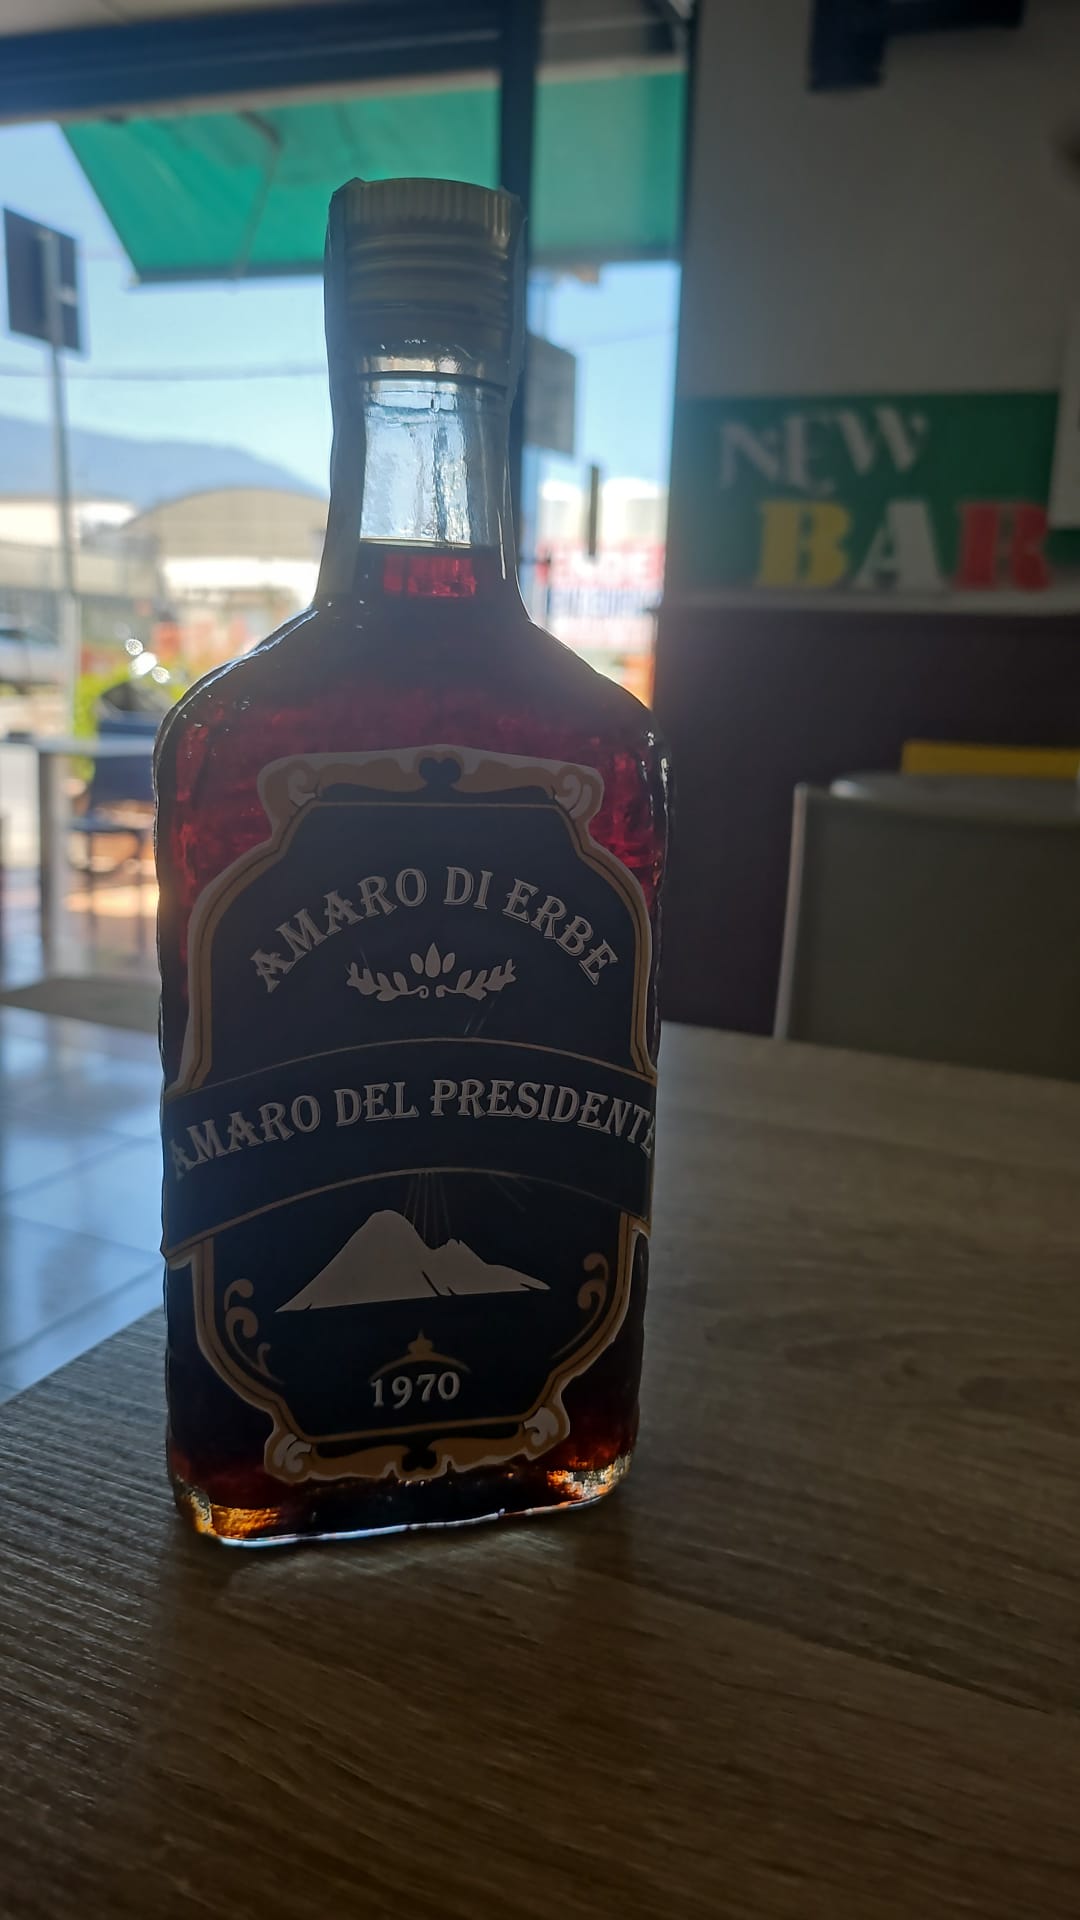 NEW
BAR
AMARO DI ERBE
AMARO DEL PRESIDENTE
1970